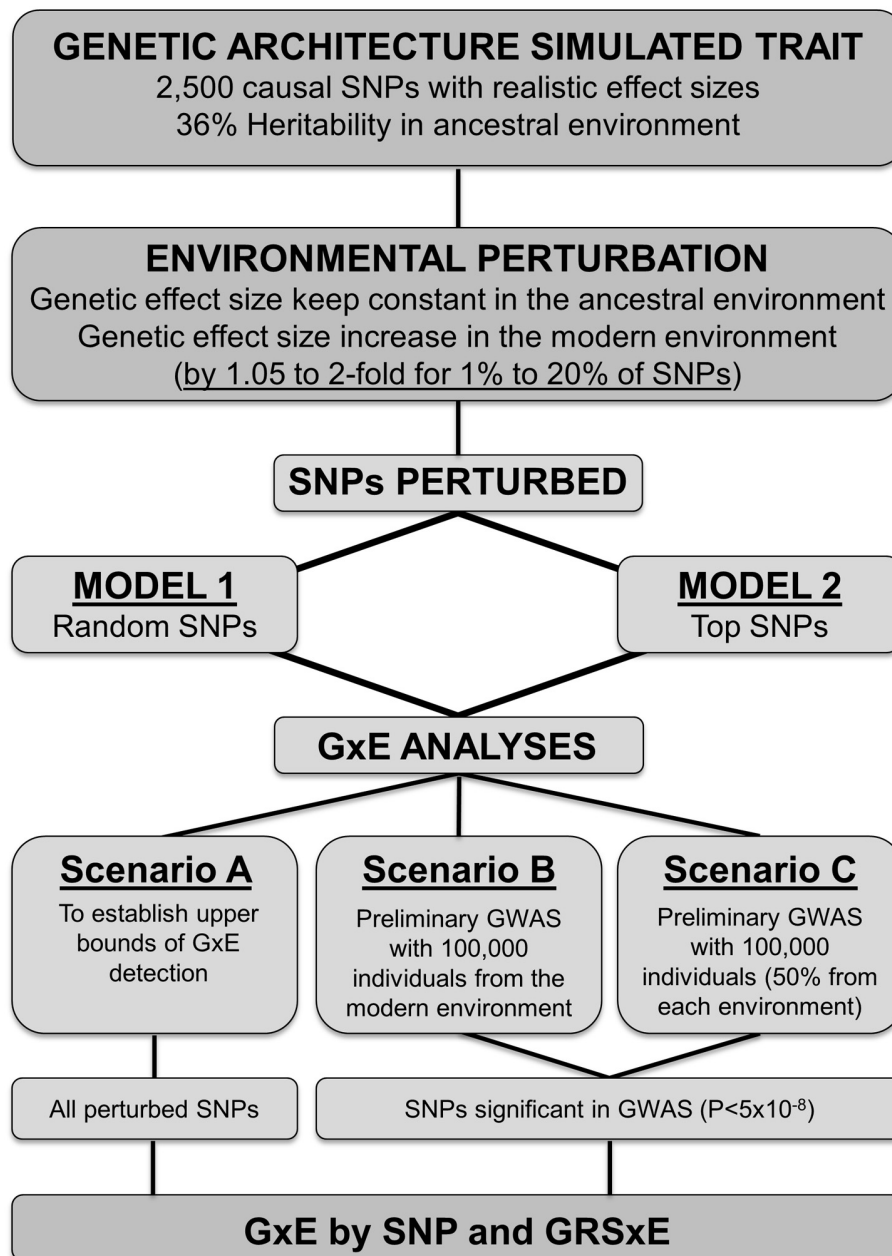 GENETIC ARCHITECTURE SIMULATED TRAIT
2,500 causal SNPs with realistic effect sizes
36% Heritability in ancestral environment
ENVIRONMENTAL PERTURBATION
Genetic effect size keep constant in the ancestral environment
Genetic effect size increase in the modern environment
(by 1.05 to 2-fold for 1% to 20% of SNPs)
SNPs PERTURBED
MODEL 1
Random SNPs
MODEL 2
Top SNPs
GxE ANALYSES
Scenario A
To establish upper
bounds of GxE
detection
Scenario B
Preliminary GWAS
with 100,000
individuals from the
modern environment
Scenario C
Preliminary GWAS
with 100,000
individuals (50% from
each environment)
All perturbed SNPs
SNPs significant in GWAS (P<5x10⁻⁸)
GxE by SNP and GRSxE